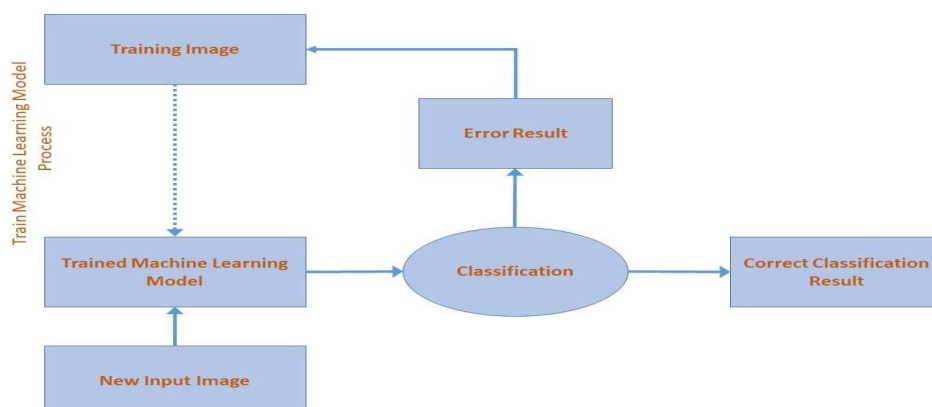 Training Image
Train Machine Learning Model
Process
Error Result
Trained Machine Learning
Model
Classification
Correct Classification
Result
New Input Image